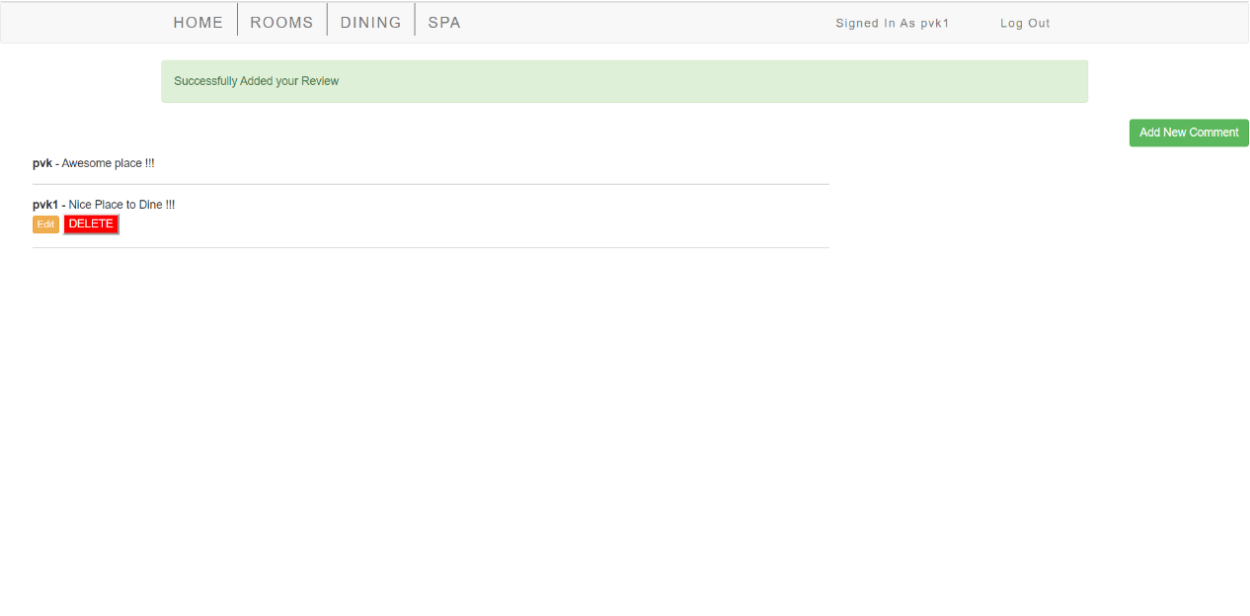 HOME ROOMS DINING SPA Signed In As pvk1 Log Out
Successfully Added your Review
Add New Comment
pvk - Awesome place !!!
pvk1 - Nice Place to Dine !!!
Edit DELETE